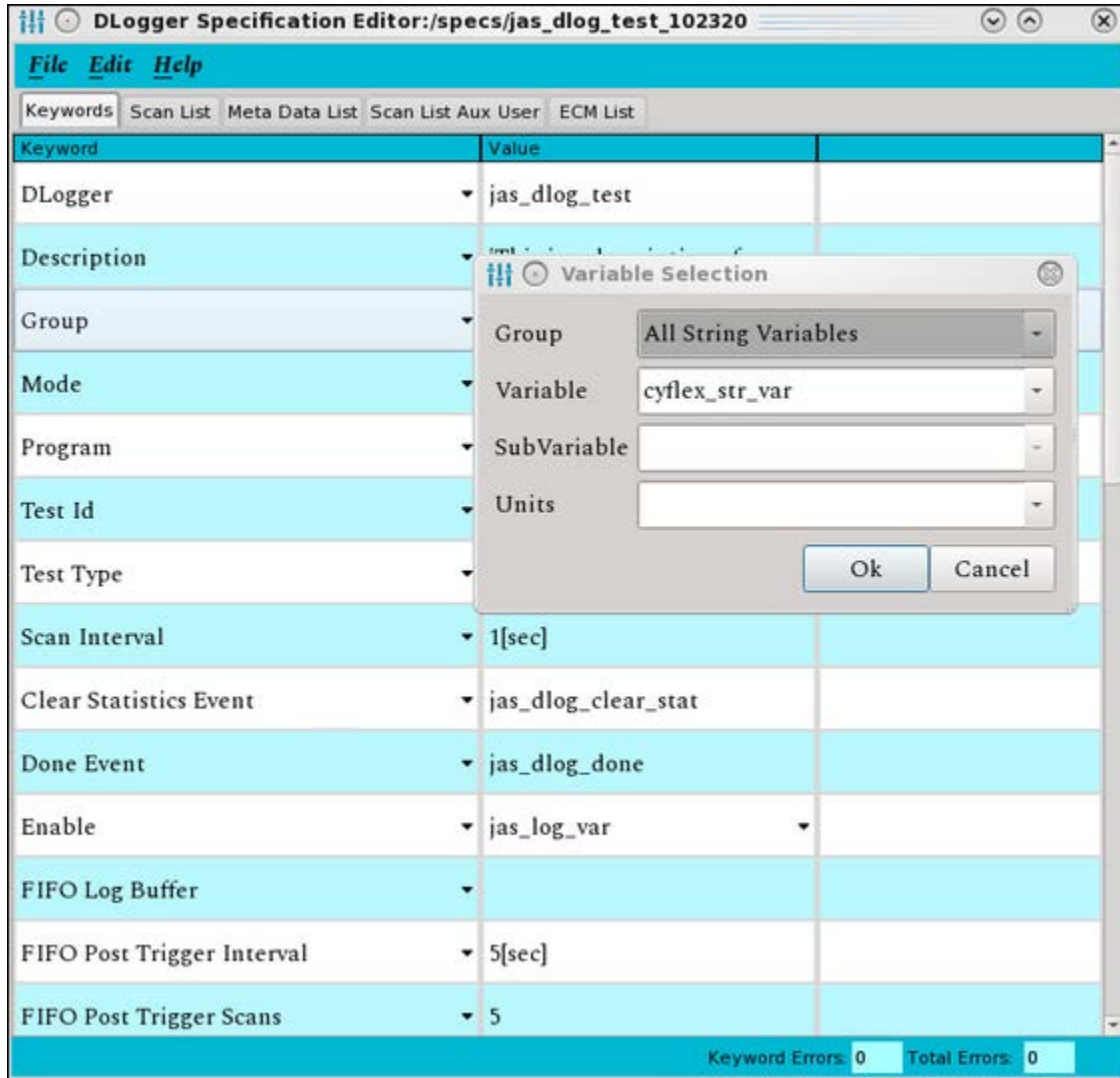 DLogger Specification Editor:/specs/jas_dlog_test_102320
File Edit Help
Keywords Scan List Meta Data List Scan List Aux User ECM List
Keyword Value
DLogger jas_dlog_test
Description
Variable Selection
Group
Group All String Variables
Mode
Variable cyflex_str_var
Program
SubVariable
Test Id
Units
Test Type
Ok Cancel
Scan Interval 1[sec]
Clear Statistics Event jas_dlog_clear_stat
Done Event jas_dlog_done
Enable jas_log_var
FIFO Log Buffer
FIFO Post Trigger Interval 5[sec]
FIFO Post Trigger Scans 5
Keyword Errors: 0 Total Errors: 0